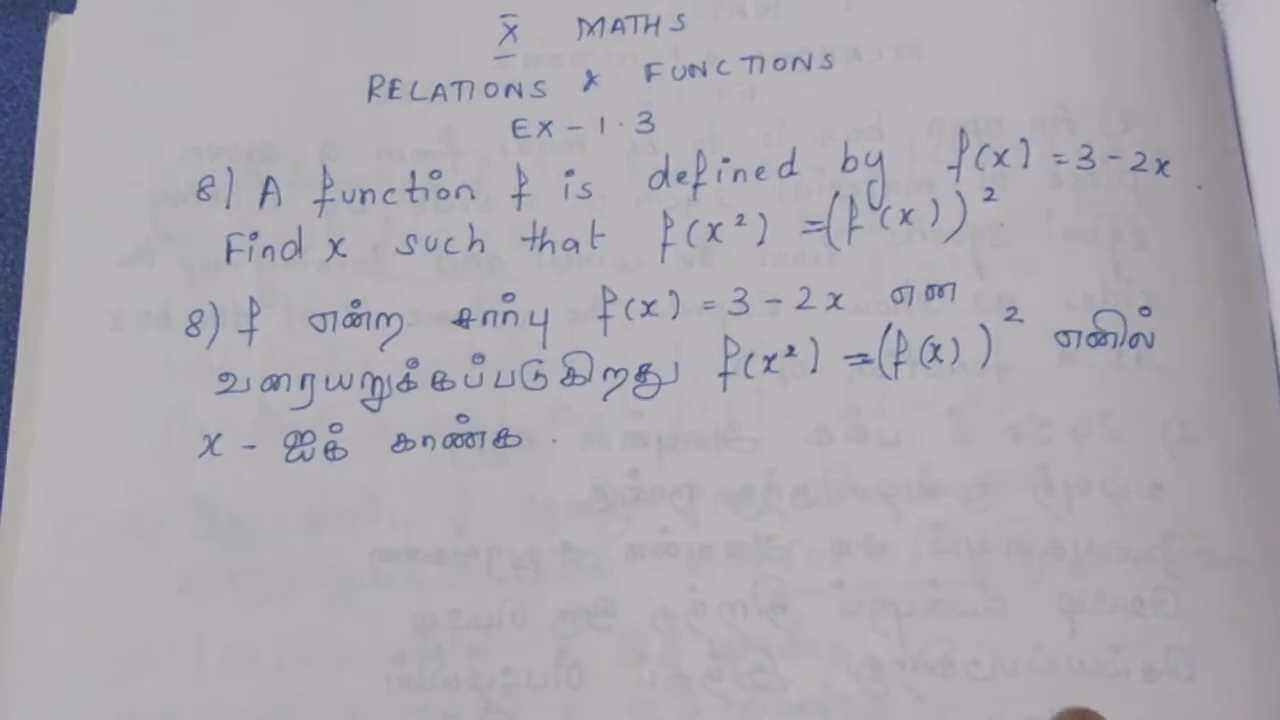 X MATHS
RELATIONS & FUNCTIONS
EX - 1.3
8) A function f is defined by f(x) = 3 - 2x.
Find x such that f(x²) = (f(x))²
8) f என்ற சார்பு f(x) = 3 - 2x என
வரையறுக்கப்படுகிறது f(x²) = (f(x))² எனில்
x - ஐக் காண்க.